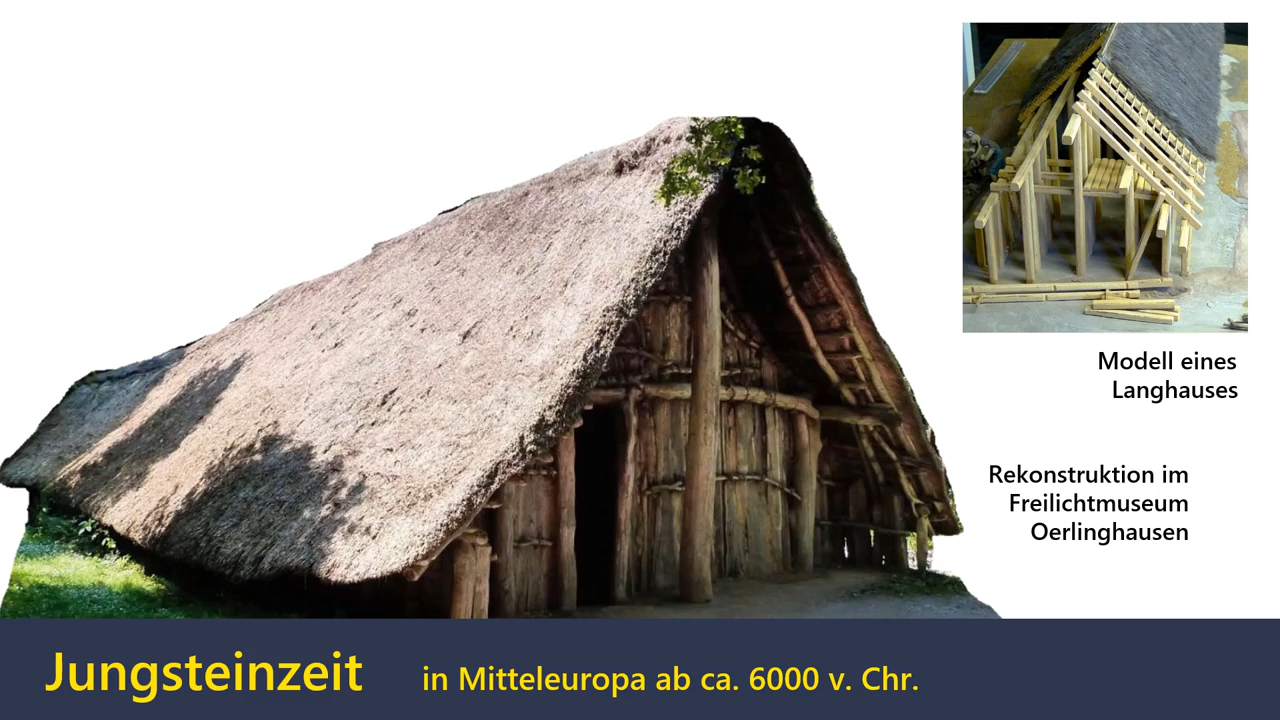 Modell eines
Langhauses
Rekonstruktion im
Freilichtmuseum
Oerlinghausen
Jungsteinzeit in Mitteleuropa ab ca. 6000 v. Chr.